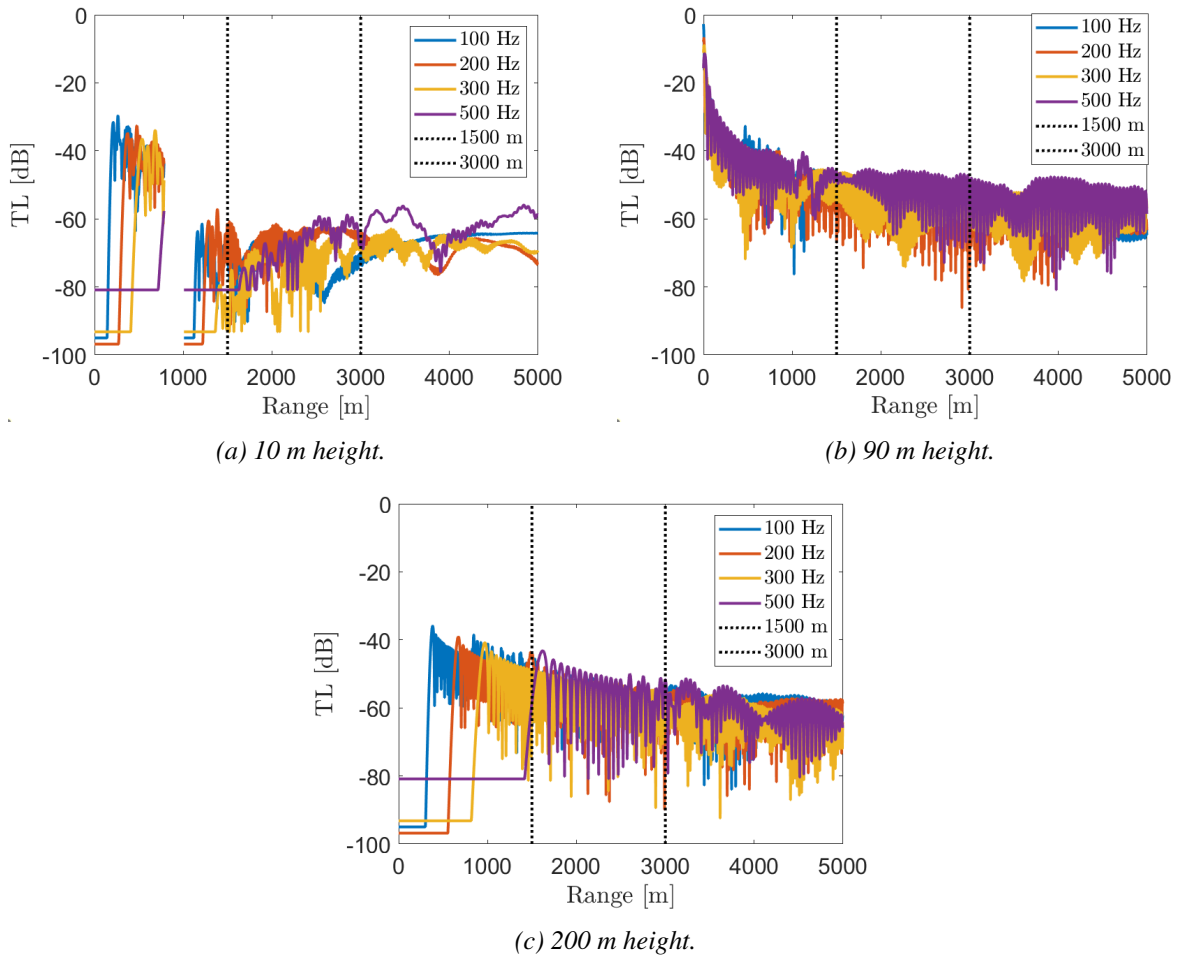 0
-20
-40
-60
-80
-100
TL [dB]
0 1000 2000 3000 4000 5000
Range [m]
100 Hz
200 Hz
300 Hz
500 Hz
1500 m
3000 m
(a) 10 m height.
0
-20
-40
-60
-80
-100
TL [dB]
0 1000 2000 3000 4000 5000
Range [m]
100 Hz
200 Hz
300 Hz
500 Hz
1500 m
3000 m
(b) 90 m height.
0
-20
-40
-60
-80
-100
TL [dB]
0 1000 2000 3000 4000 5000
Range [m]
100 Hz
200 Hz
300 Hz
500 Hz
1500 m
3000 m
(c) 200 m height.